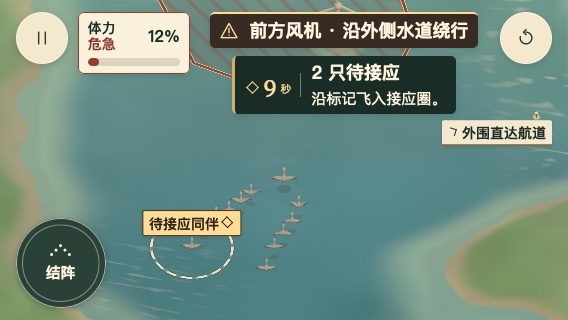 体力
危急
12%
前方风机 · 沿外侧水道绕行
9秒
2 只待接应
沿标记飞入接应圈。
外围直达航道
待接应同伴
结阵